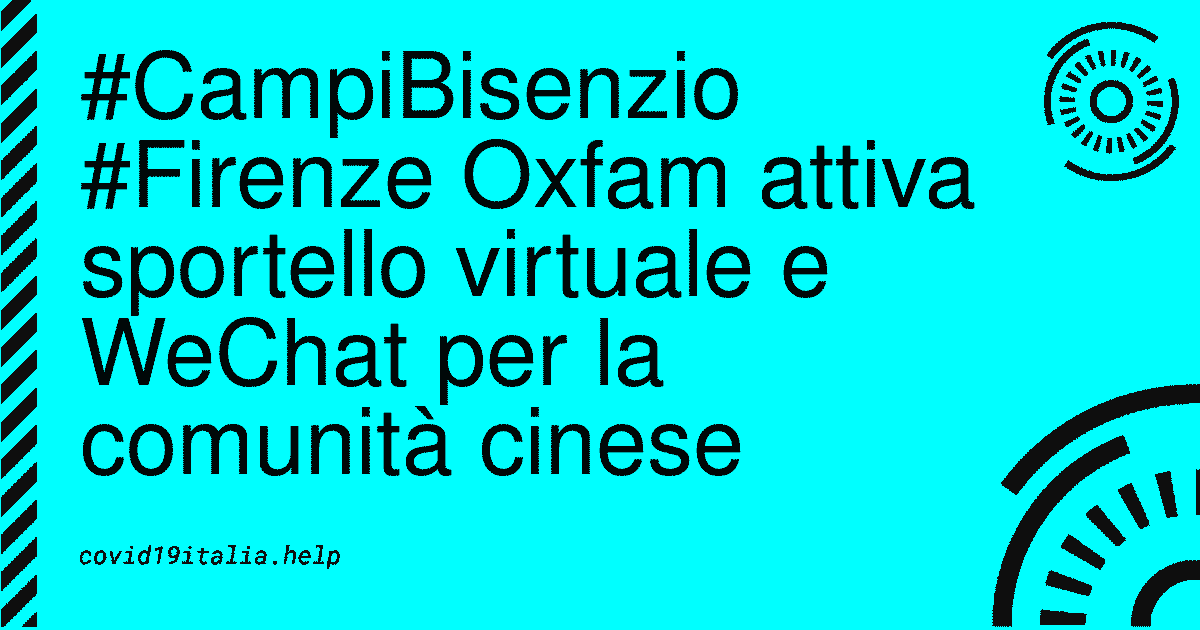 #CampiBisenzio
#Firenze Oxfam attiva
sportello virtuale e
WeChat per la
comunità cinese
covid19italia.help